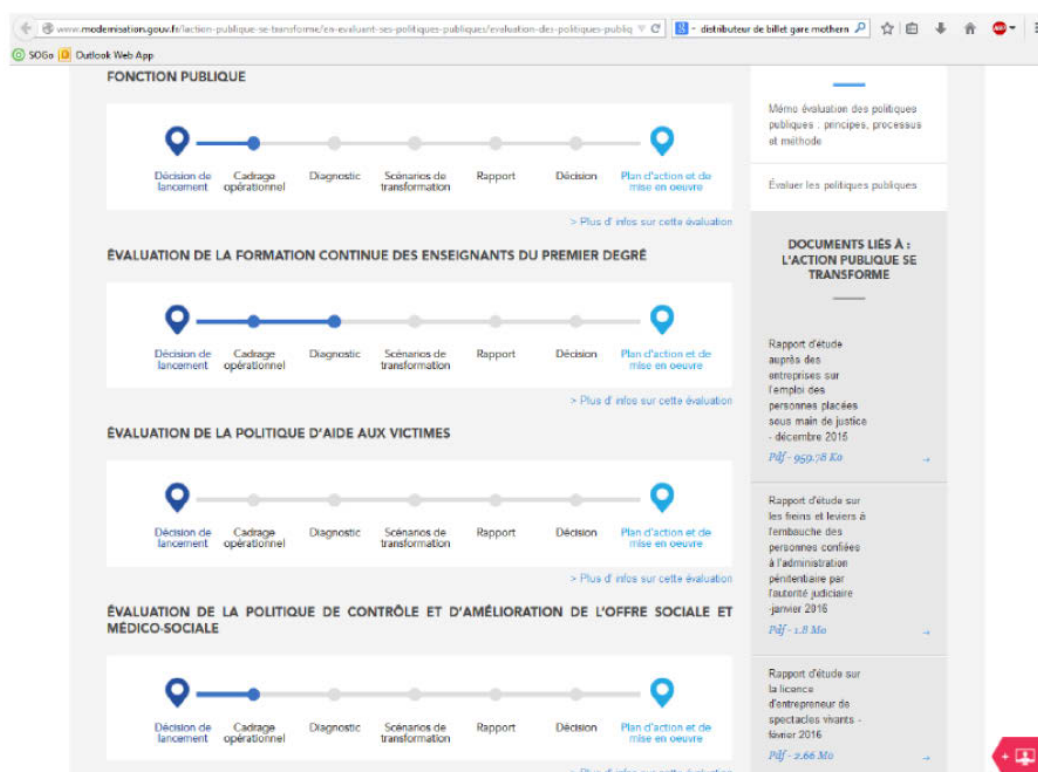 www.modernisation.gouv.fr/laction-publique-se-transforme/en-evaluant-ses-politiques-publiques/evaluation-des-politiques-publiq
distributeur de billet gare mothern
SOGo Outlook Web App
FONCTION PUBLIQUE
Décision de lancement
Cadrage opérationnel
Diagnostic
Scénarios de transformation
Rapport
Décision
Plan d'action et de mise en oeuvre
> Plus d' infos sur cette évaluation
ÉVALUATION DE LA FORMATION CONTINUE DES ENSEIGNANTS DU PREMIER DEGRÉ
Décision de lancement
Cadrage opérationnel
Diagnostic
Scénarios de transformation
Rapport
Décision
Plan d'action et de mise en oeuvre
> Plus d' infos sur cette évaluation
ÉVALUATION DE LA POLITIQUE D'AIDE AUX VICTIMES
Décision de lancement
Cadrage opérationnel
Diagnostic
Scénarios de transformation
Rapport
Décision
Plan d'action et de mise en oeuvre
> Plus d' infos sur cette évaluation
ÉVALUATION DE LA POLITIQUE DE CONTRÔLE ET D'AMÉLIORATION DE L'OFFRE SOCIALE ET
MÉDICO-SOCIALE
Décision de lancement
Cadrage opérationnel
Diagnostic
Scénarios de transformation
Rapport
Décision
Plan d'action et de mise en oeuvre
> Plus d' infos sur cette évaluation
Mémo évaluation des politiques
publiques : principes, processus
et méthode
Évaluer les politiques publiques
DOCUMENTS LIÉS À :
L'ACTION PUBLIQUE SE
TRANSFORME
Rapport d'étude
auprès des
entreprises sur
l'emploi des
personnes placées
sous main de justice
- décembre 2015
Pdf - 959.78 Ko
Rapport d'étude sur
les freins et leviers à
l'embauche des
personnes confiées
à l'administration
pénitentiaire par
l'autorité judiciaire
-janvier 2016
Pdf - 1.8 Mo
Rapport d'étude sur
la licence
d'entrepreneur de
spectacles vivants -
février 2016
Pdf - 2.66 Mo